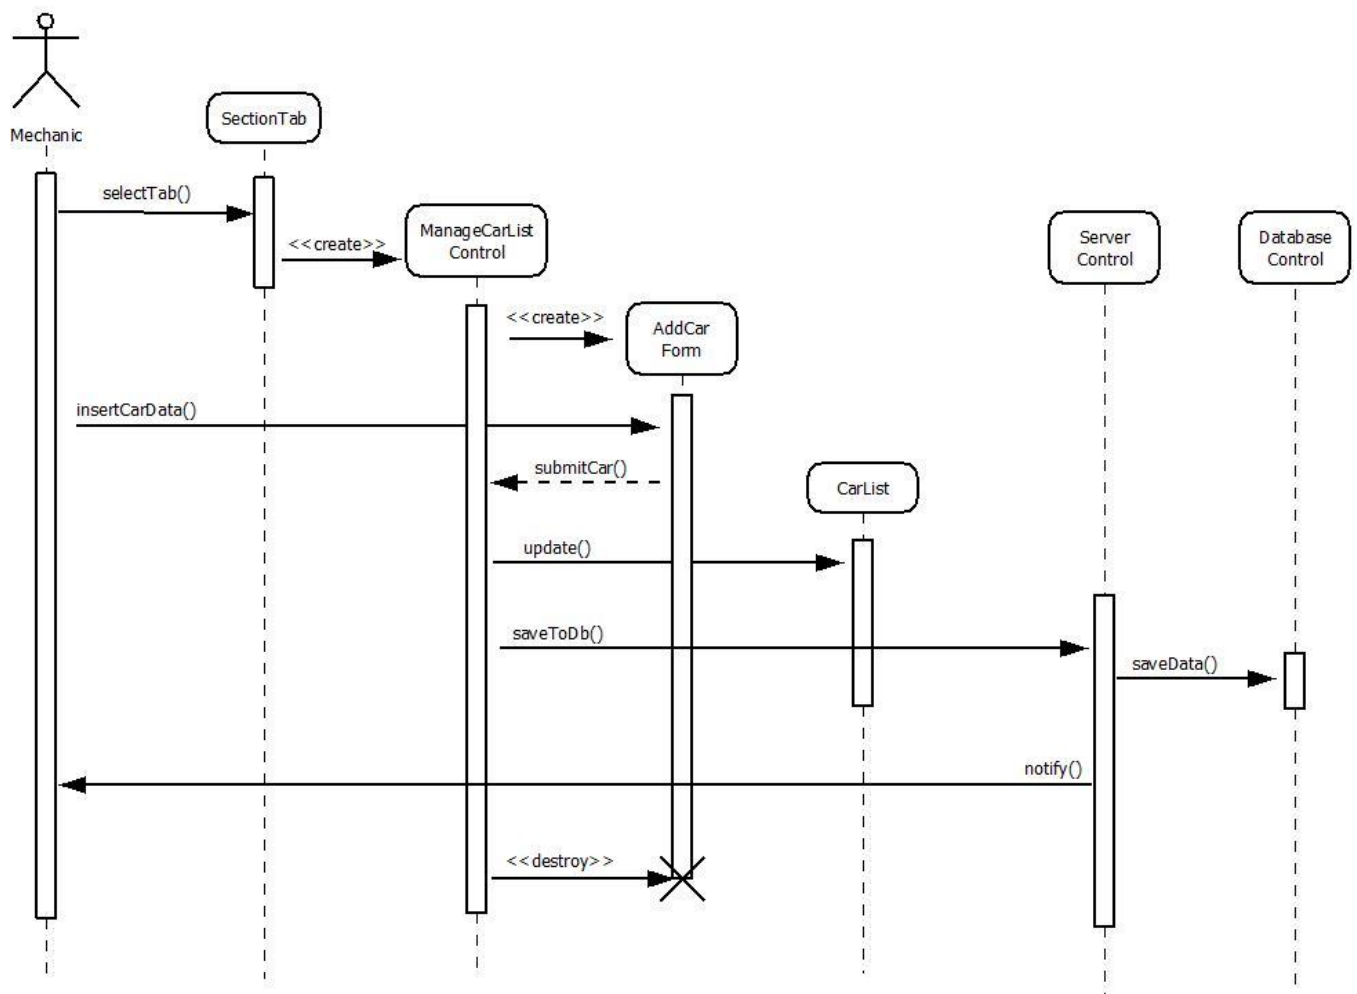 Mechanic
SectionTab
selectTab()
<<create>>
ManageCarList
Control
Server
Control
Database
Control
<<create>>
AddCar
Form
insertCarData()
submitCar()
CarList
update()
saveToDb()
saveData()
notify()
<<destroy>>